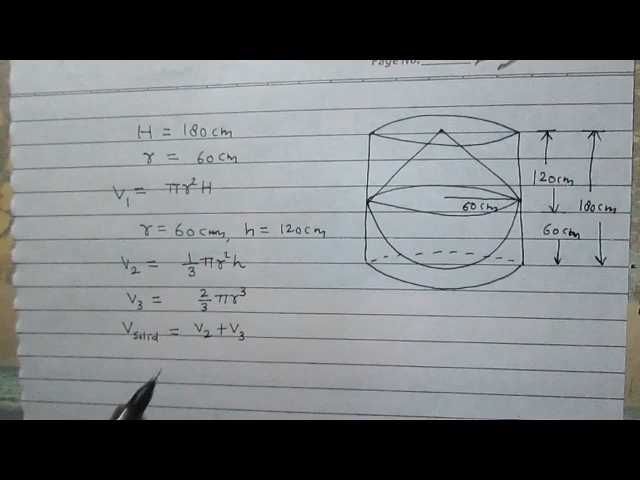 Page No.
H = 180cm
r = 60cm
V₁ = πr²H
r = 60cm, h = 120cm
V₂ = 1/3 πr²h
V₃ = 2/3 πr³
Vsolid = V₂ + V₃
120cm
180cm
60cm
60cm